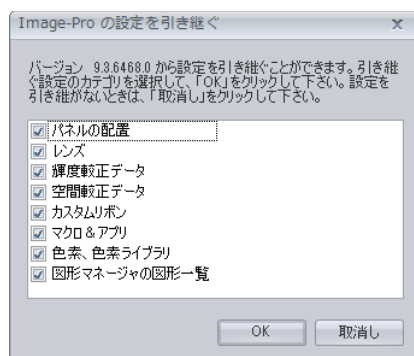 Image-Pro の設定を引き継ぐ
バージョン 9.3.6468.0 から設定を引き継ぐことができます。引き継
ぐ設定のカテゴリを選択して、「OK」をクリックして下さい。設定を
引き継がないときは、「取消し」をクリックして下さい。
パネルの配置
レンズ
輝度較正データ
空間較正データ
カスタムリボン
マクロ & アプリ
色素、色素ライブラリ
図形マネージャの図形一覧
OK 取消し